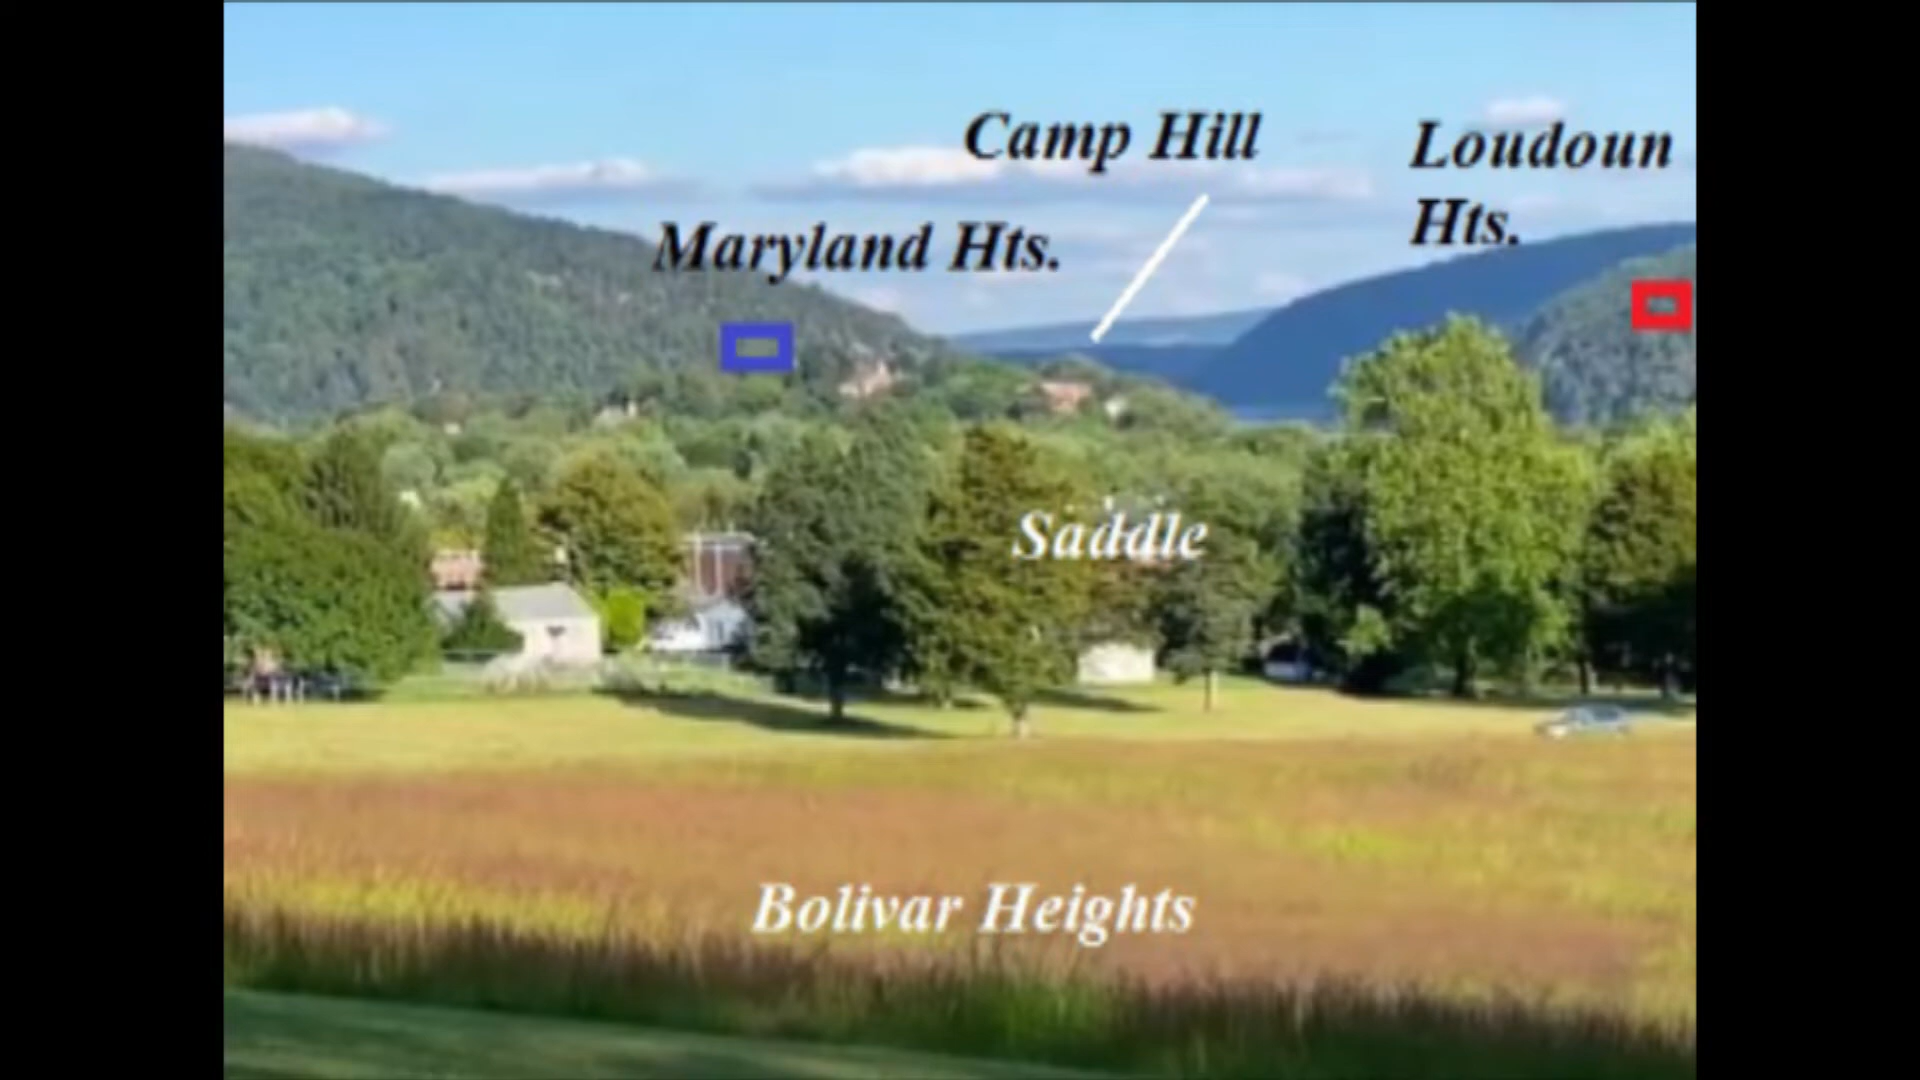 Camp Hill
Loudoun
Hts.
Maryland Hts.
Saddle
Bolivar Heights